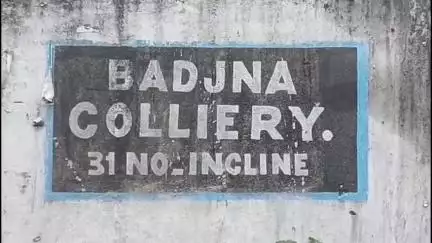 BADJNA
COLLIERY.
31 NO_INCLINE